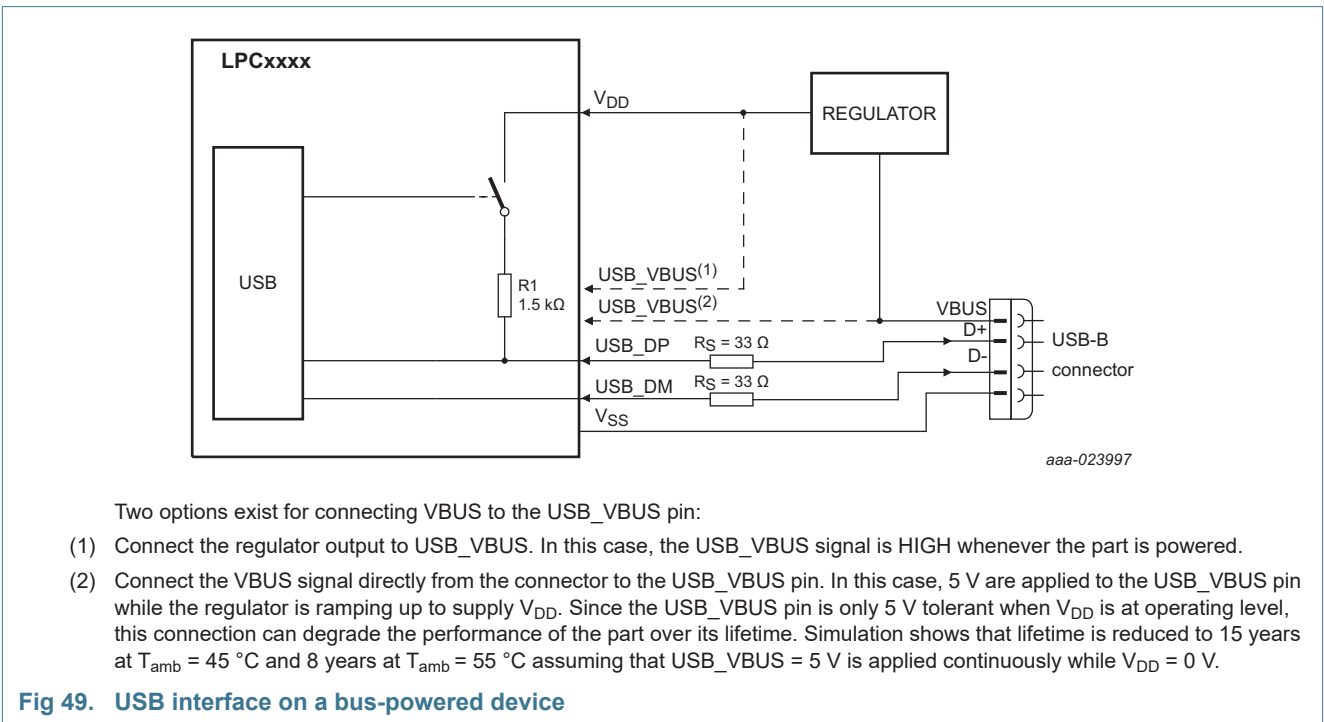 LPCxxxx
VDD
REGULATOR
USB
R1
1.5 kΩ
USB_VBUS(1)
USB_VBUS(2)
VBUS
USB_DP
RS = 33 Ω
D+
USB-B
D-
connector
USB_DM
RS = 33 Ω
VSS
aaa-023997
Two options exist for connecting VBUS to the USB_VBUS pin:
(1) Connect the regulator output to USB_VBUS. In this case, the USB_VBUS signal is HIGH whenever the part is powered.
(2) Connect the VBUS signal directly from the connector to the USB_VBUS pin. In this case, 5 V are applied to the USB_VBUS pin
while the regulator is ramping up to supply VDD. Since the USB_VBUS pin is only 5 V tolerant when VDD is at operating level,
this connection can degrade the performance of the part over its lifetime. Simulation shows that lifetime is reduced to 15 years
at Tamb = 45 °C and 8 years at Tamb = 55 °C assuming that USB_VBUS = 5 V is applied continuously while VDD = 0 V.
Fig 49. USB interface on a bus-powered device